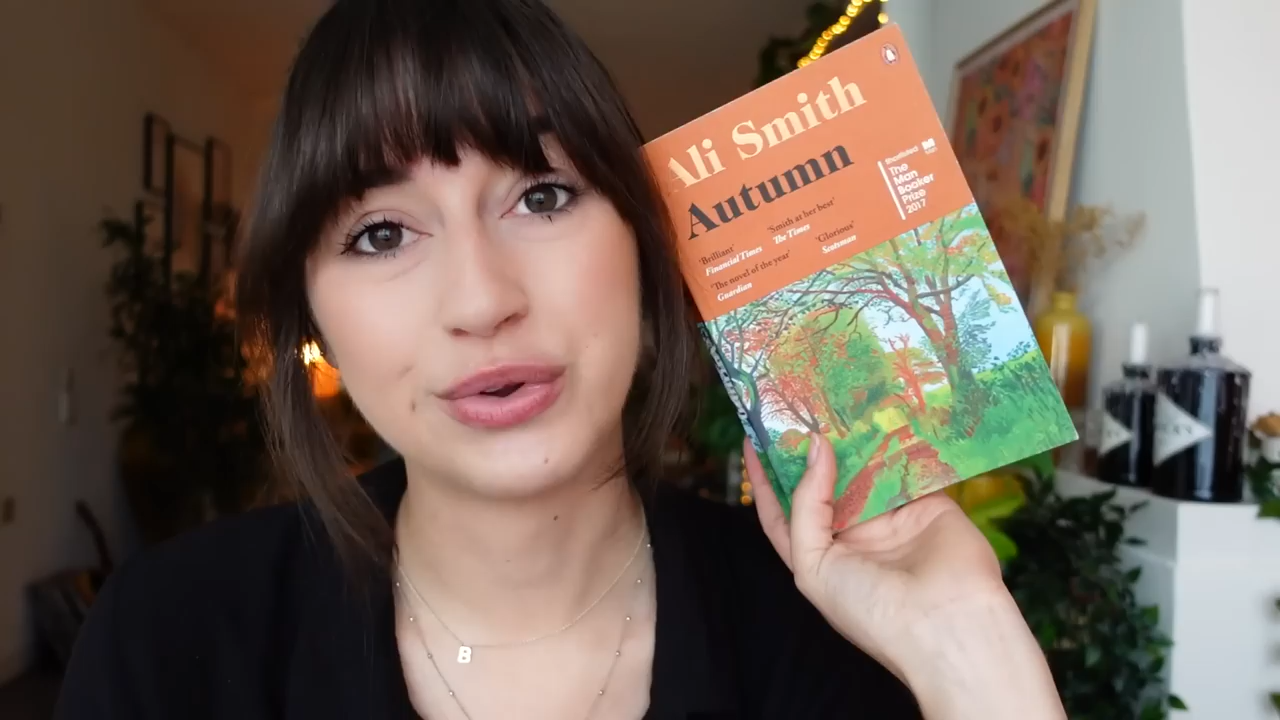 Ali Smith
Autumn
Shortlisted
The
Man
Booker
Prize
2017
'Smith at her best'
The Times
'Brilliant'
Financial Times
'Glorious'
Scotsman
'The novel of the year'
Guardian
B